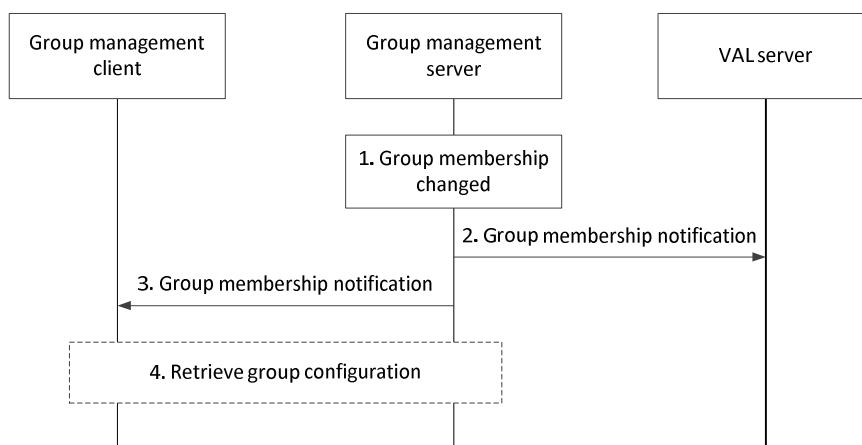 Group management
client
Group management
server
VAL server
1. Group membership
changed
2. Group membership notification
3. Group membership notification
4. Retrieve group configuration